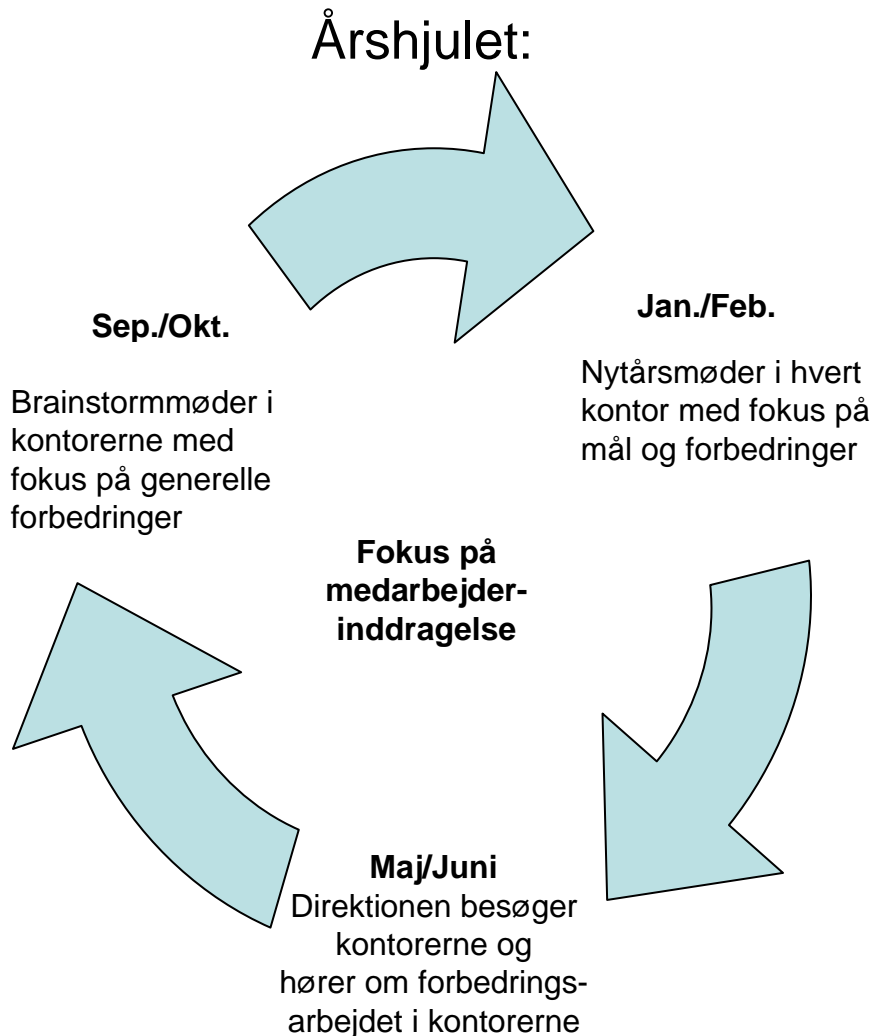 Årshjulet:
Sep./Okt.
Brainstormmøder i
kontorerne med
fokus på generelle
forbedringer
Jan./Feb.
Nytårsmøder i hvert
kontor med fokus på
mål og forbedringer
Fokus på
medarbejder-
inddragelse
Maj/Juni
Direktionen besøger
kontorerne og
hører om forbedrings-
arbejdet i kontorerne